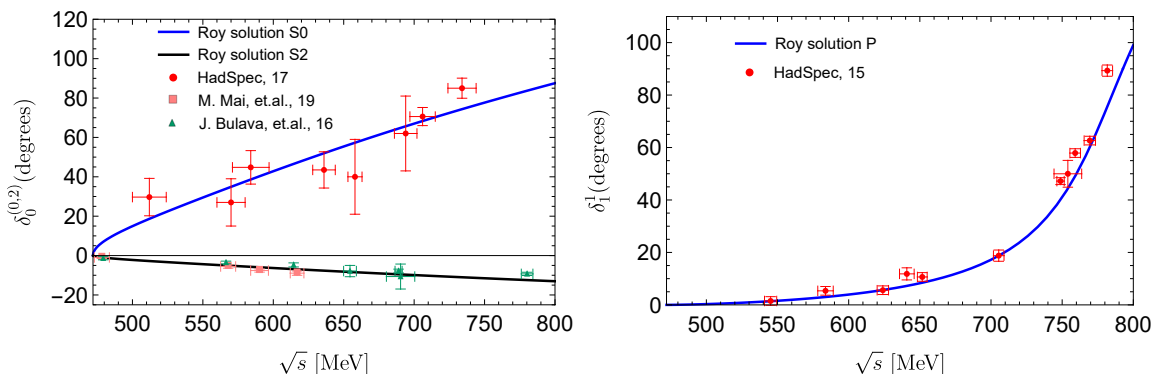 120
100
80
60
40
20
0
−20
δ₀^(0,2)(degrees)
Roy solution S0
Roy solution S2
HadSpec, 17
M. Mai, et.al., 19
J. Bulava, et.al., 16
500 550 600 650 700 750 800
√s [MeV]
100
80
60
40
20
0
δ₁¹(degrees)
Roy solution P
HadSpec, 15
500 550 600 650 700 750 800
√s [MeV]